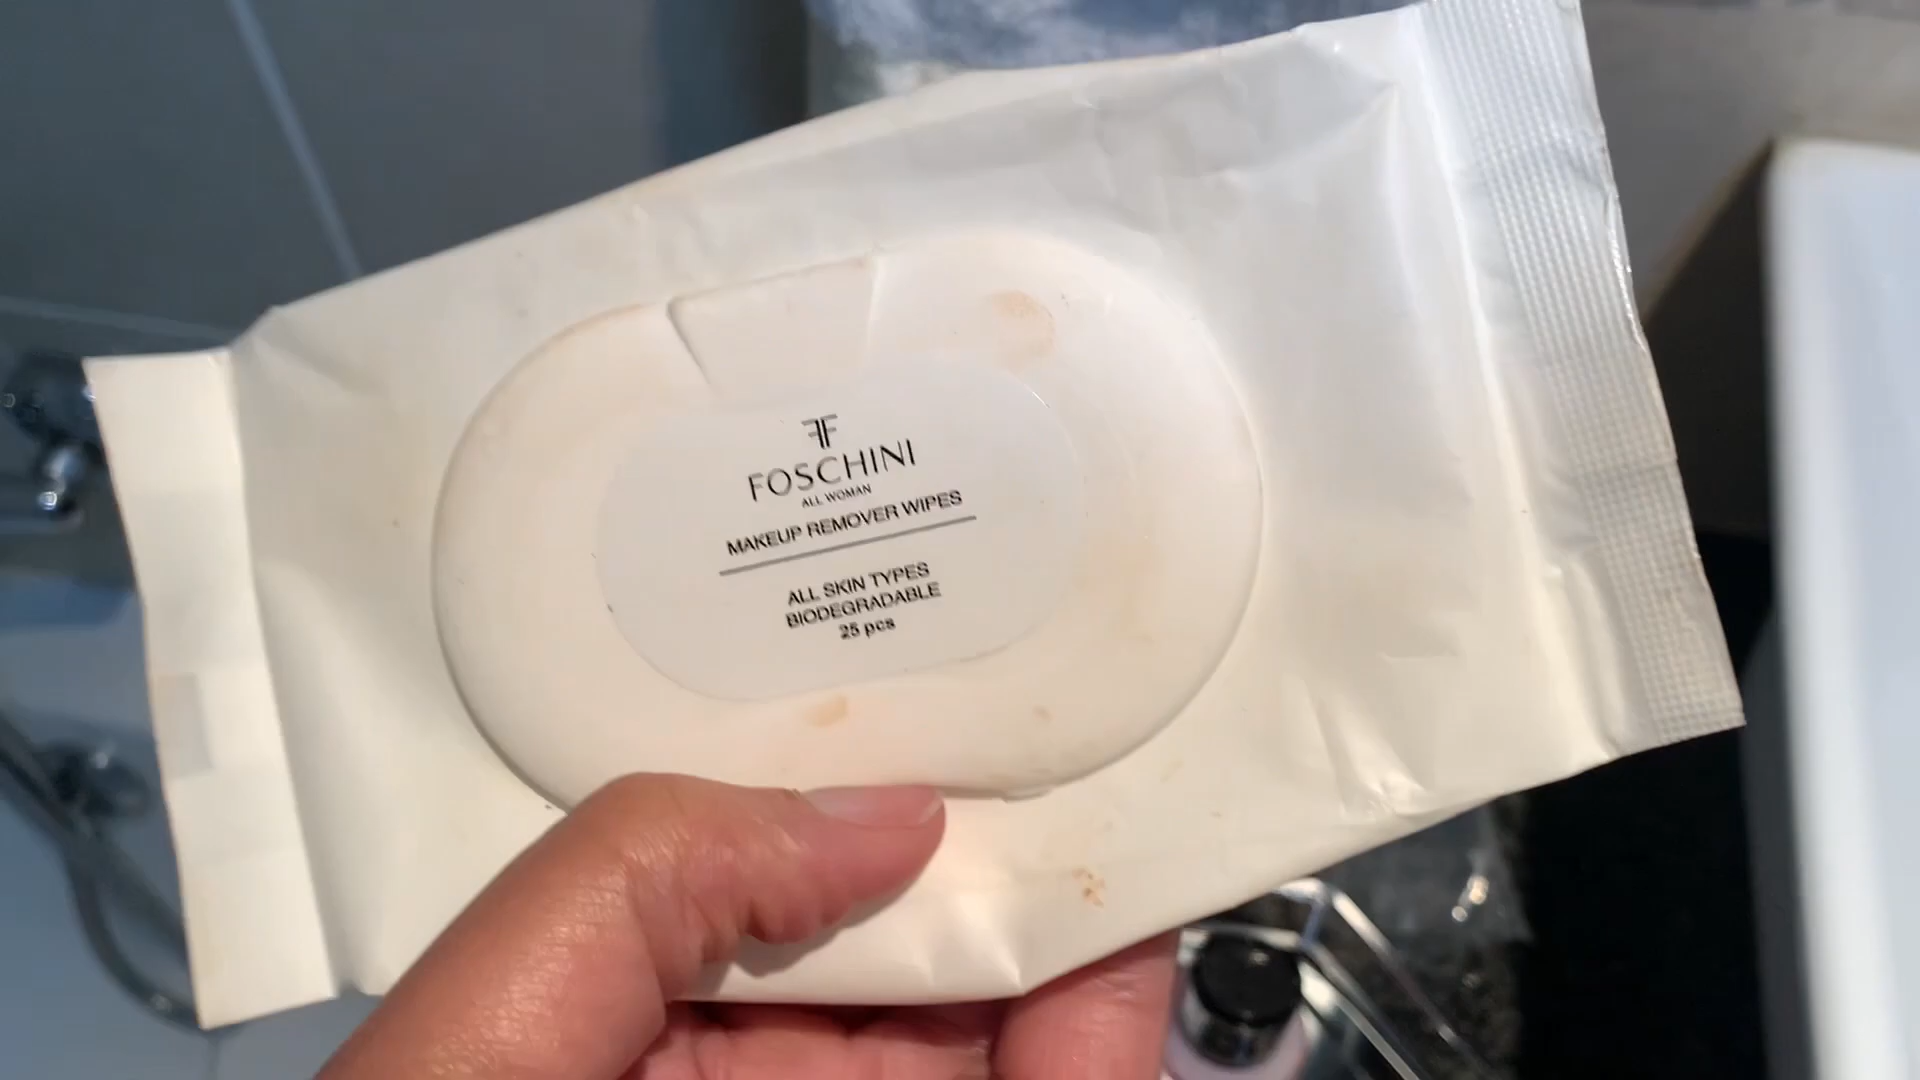 FF
FOSCHINI
ALL WOMAN
MAKEUP REMOVER WIPES
ALL SKIN TYPES
BIODEGRADABLE
25 pcs